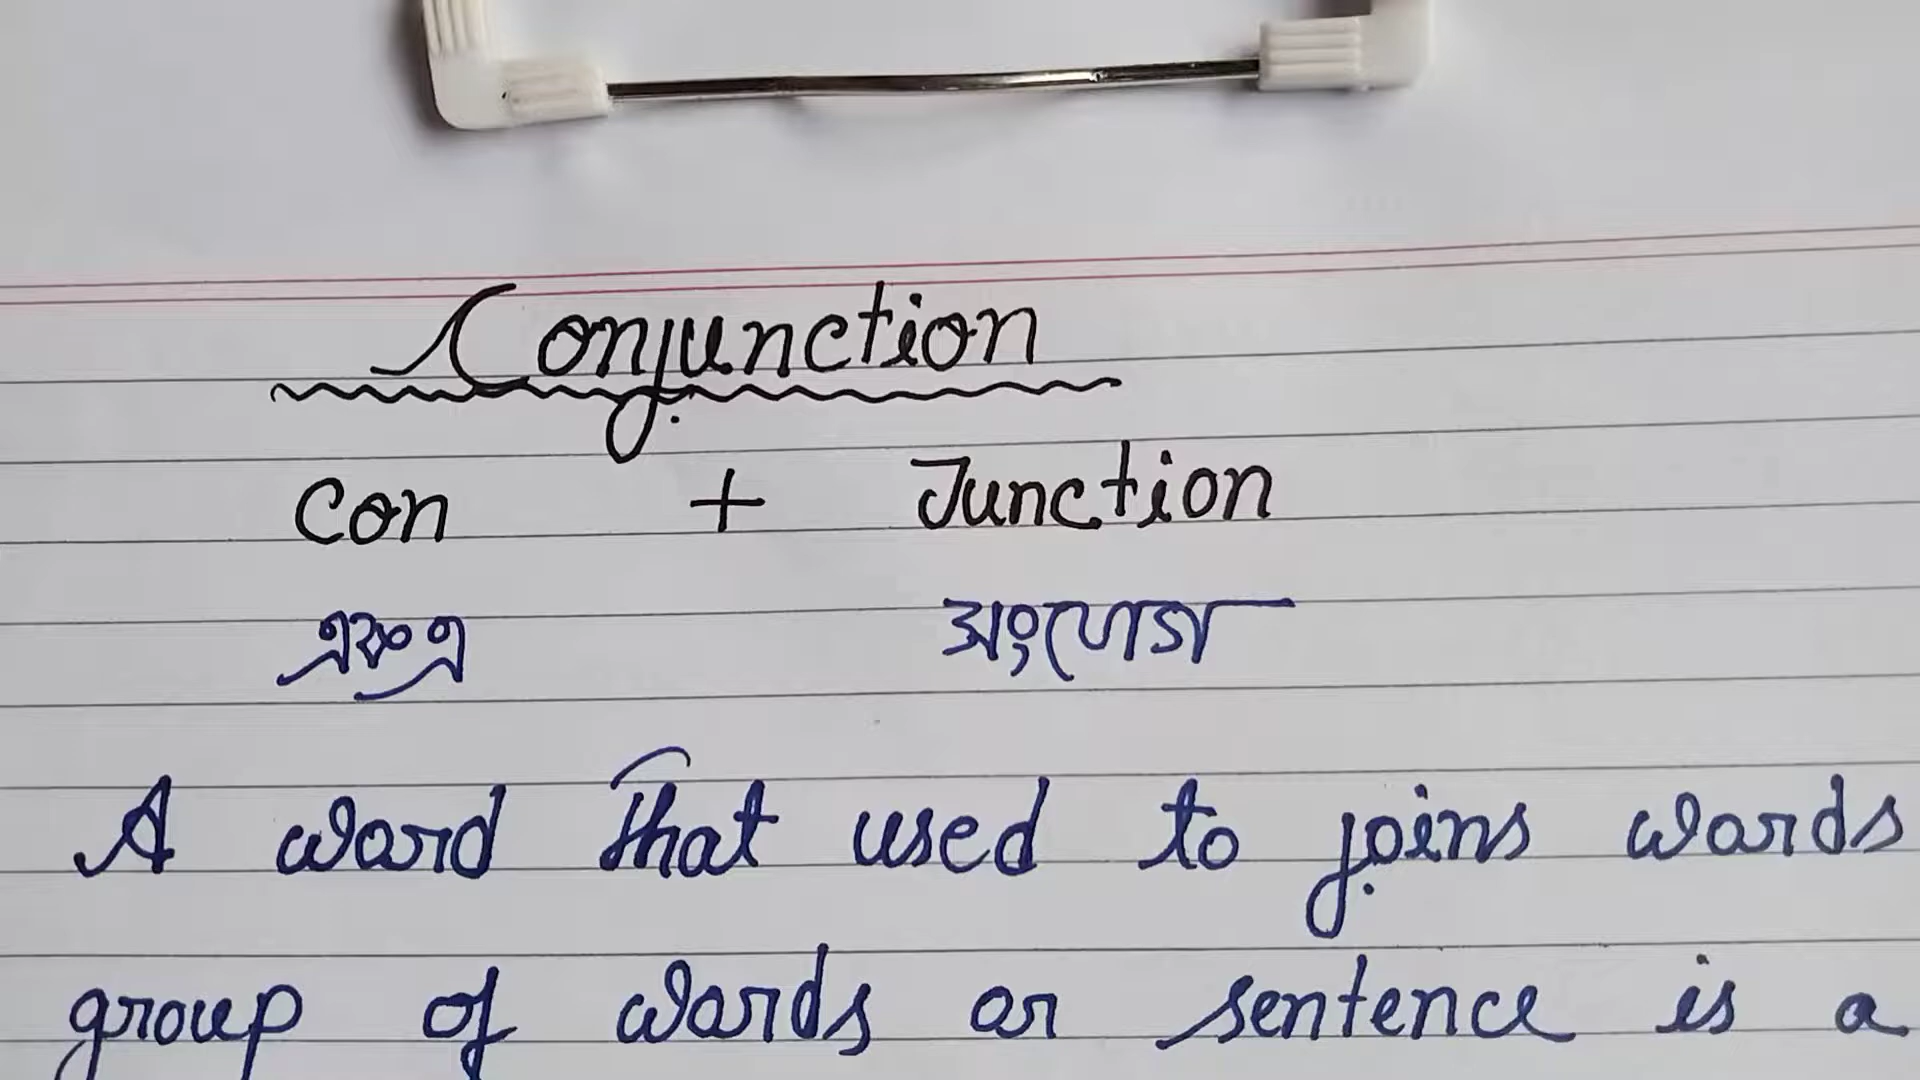 Conjunction
Con + Junction
একত্র সংযোগ
A word that used to joins words
group of words or sentence is a